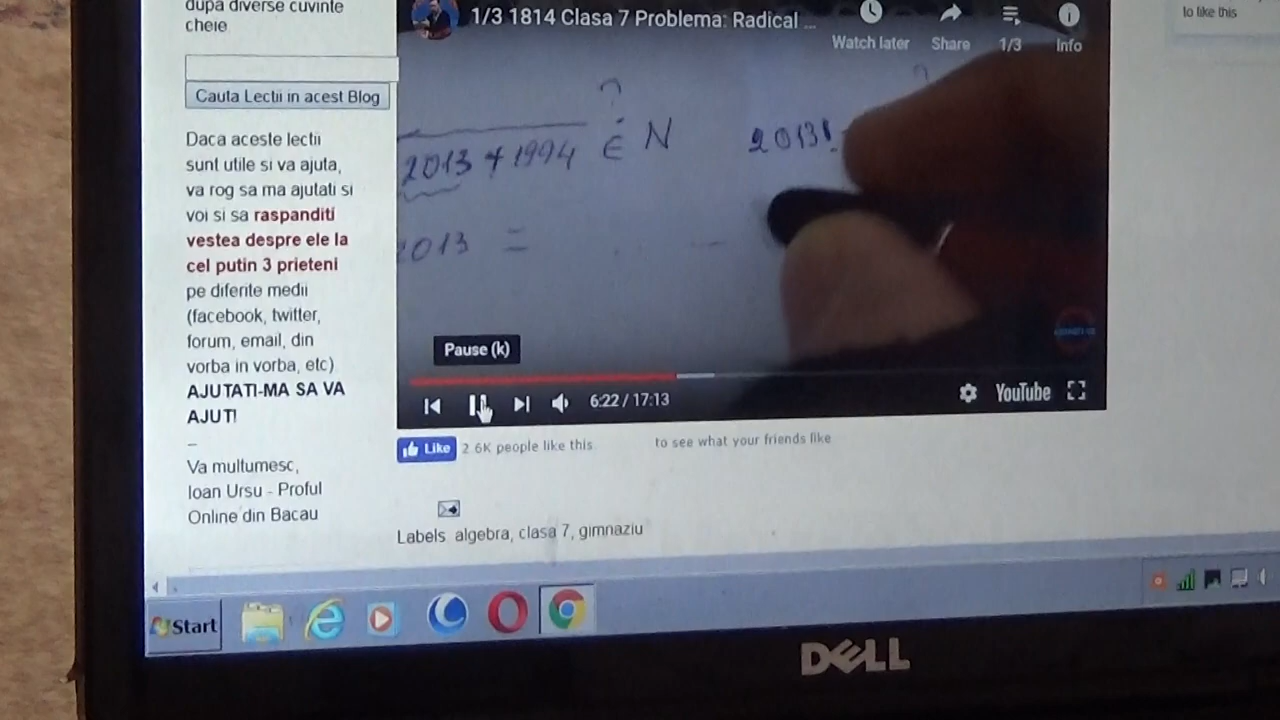 dupa diverse cuvinte
cheie
Cauta Lectii in acest Blog
Daca aceste lectii
sunt utile si va ajuta,
va rog sa ma ajutati si
voi si sa raspanditi
vestea despre ele la
cel putin 3 prieteni
pe diferite medii
(facebook, twitter,
forum, email, din
vorba in vorba, etc)
AJUTATI-MA SA VA
AJUT!
–
Va multumesc,
Ioan Ursu - Proful
Online din Bacau
1/3 1814 Clasa 7 Problema: Radical ...
Watch later
Share
1/3
Info
2013 + 1994 ∈ N
?
2013!
2013 =
Pause (k)
6:22 / 17:13
YouTube
Like
2.6K people like this
to see what your friends like
Labels algebra, clasa 7, gimnaziu
to like this
Start
DELL